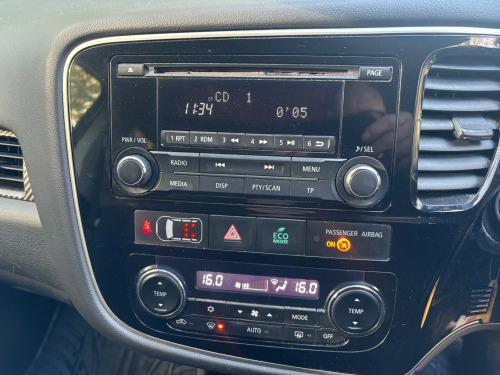 PAGE
CD 1
11:34 0'05
1 RPT 2 RDM 3 4 5 6
PWR / VOL RADIO MENU ♪/ SEL
MEDIA DISP PTY/SCAN TP
ECO MODE
PASSENGER AIRBAG
ON
16.0 16.0
TEMP MODE TEMP
AUTO OFF